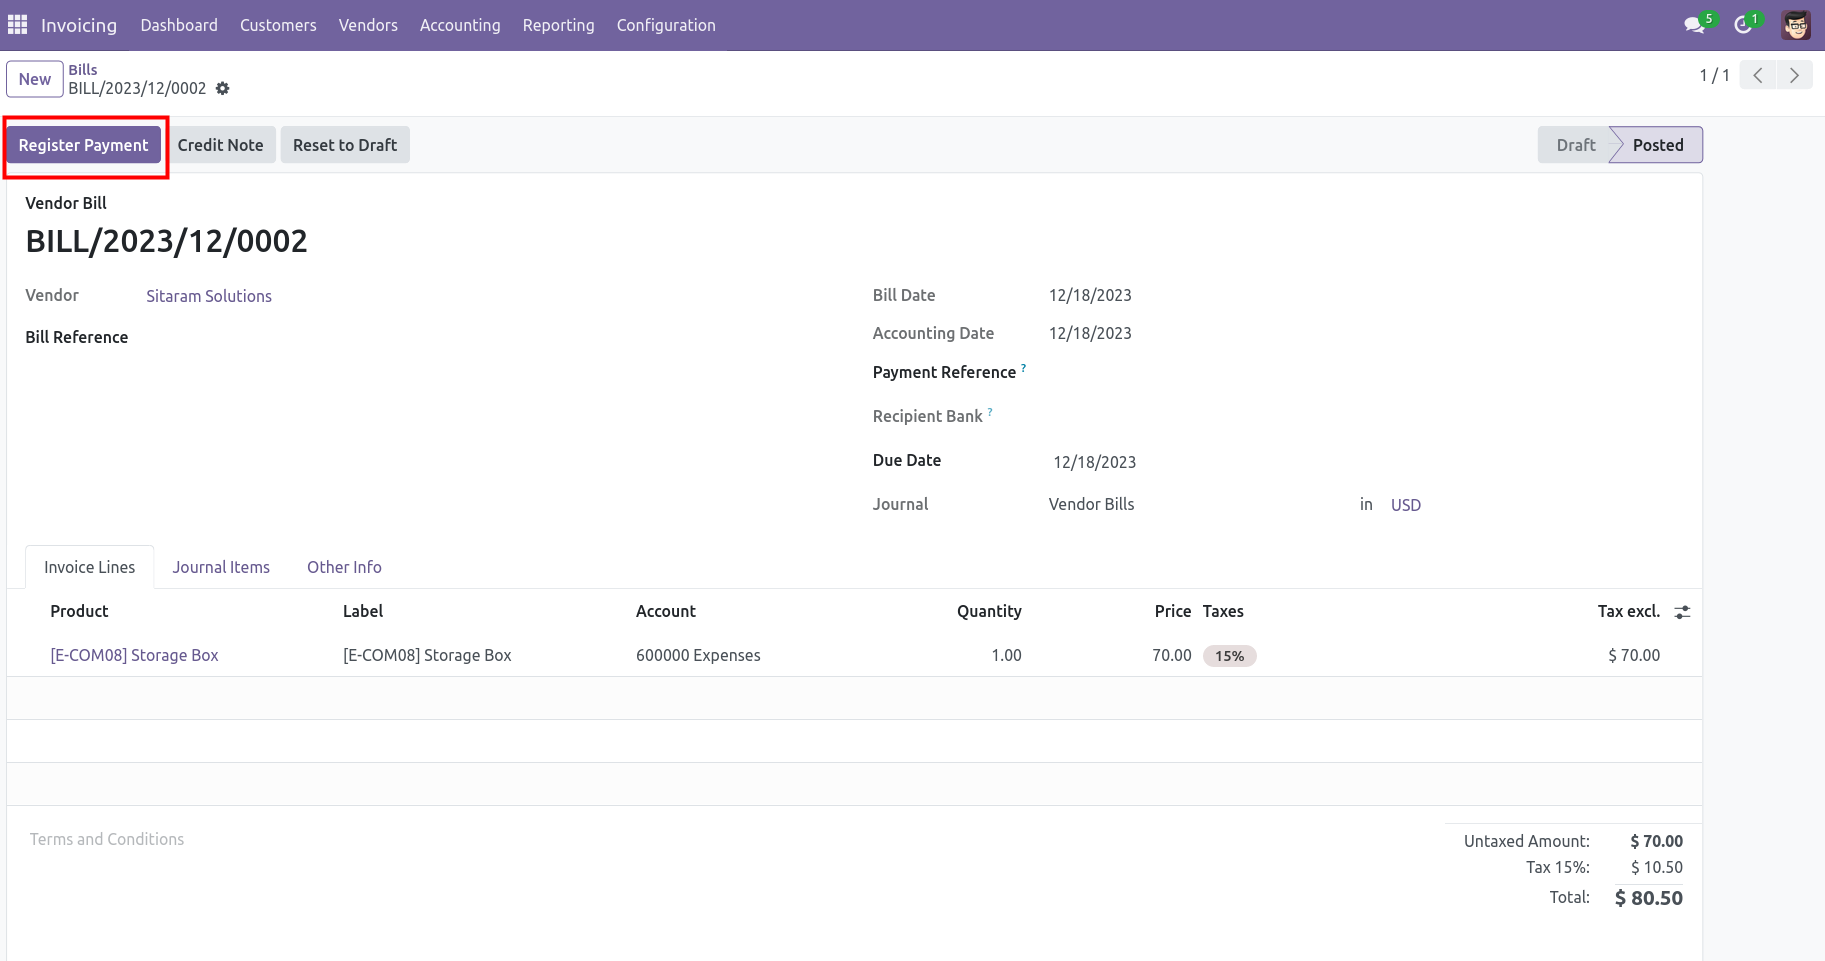 Invoicing Dashboard Customers Vendors Accounting Reporting Configuration 5 1
New Bills
BILL/2023/12/0002
1 / 1
Register Payment Credit Note Reset to Draft Draft Posted
Vendor Bill
BILL/2023/12/0002
Vendor Sitaram Solutions
Bill Reference
Bill Date 12/18/2023
Accounting Date 12/18/2023
Payment Reference ?
Recipient Bank ?
Due Date 12/18/2023
Journal Vendor Bills in USD
Invoice Lines Journal Items Other Info
Product Label Account Quantity Price Taxes Tax excl.
[E-COM08] Storage Box [E-COM08] Storage Box 600000 Expenses 1.00 70.00 15% $ 70.00
Terms and Conditions
Untaxed Amount: $ 70.00
Tax 15%: $ 10.50
Total: $ 80.50